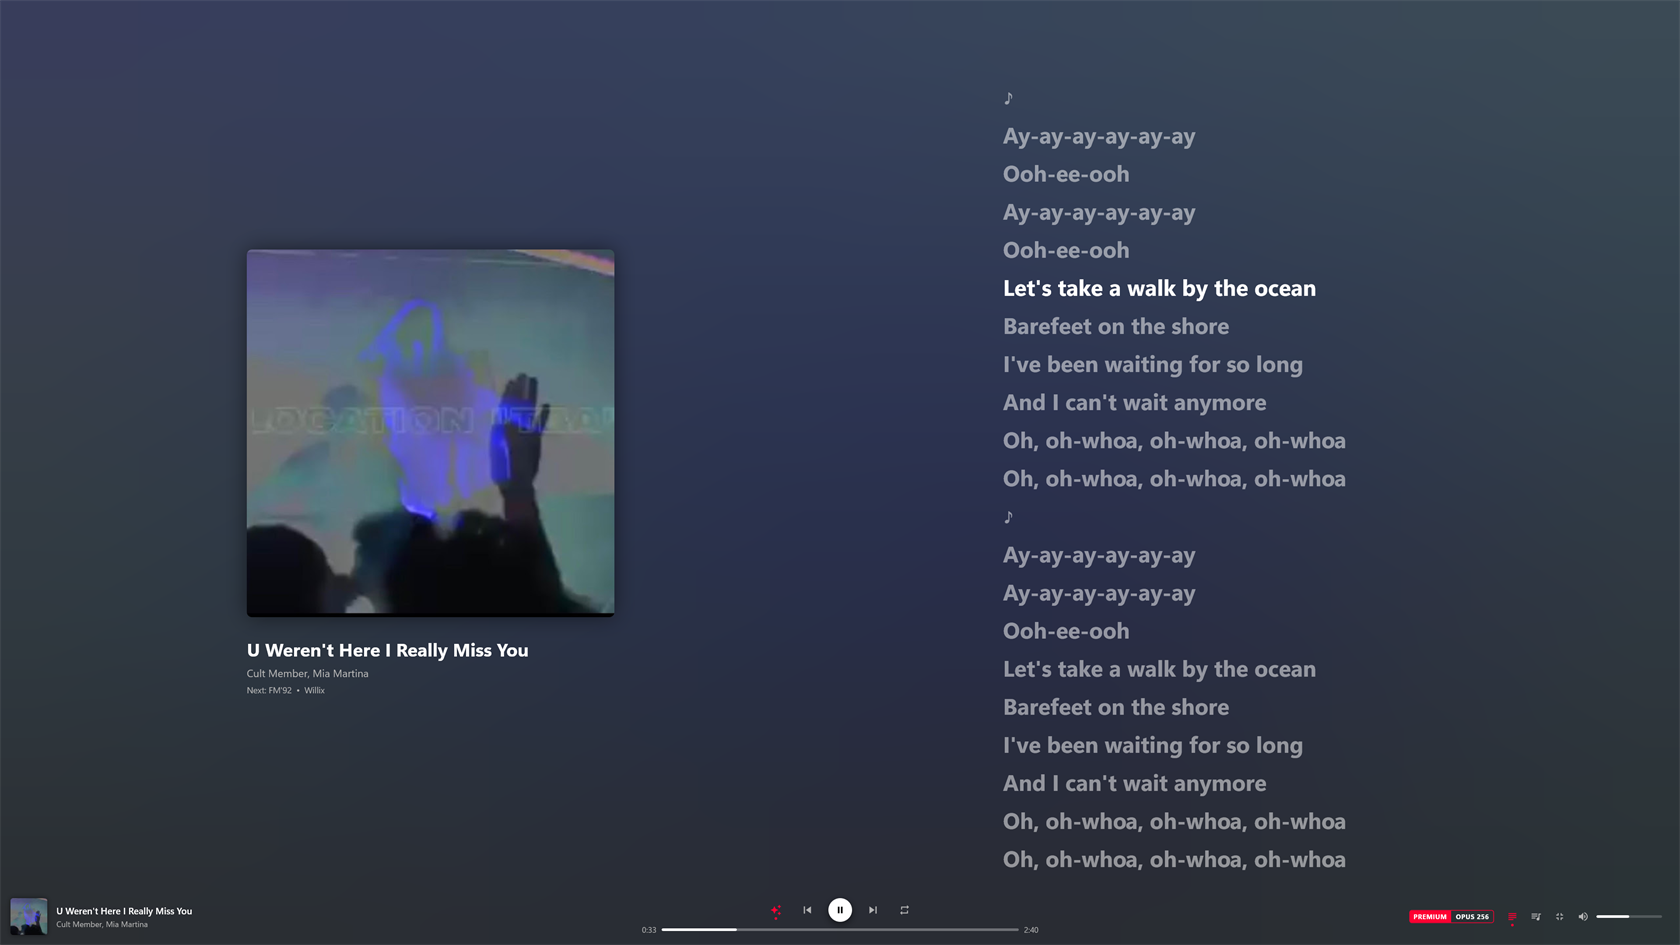 LOCATION
U Weren't Here I Really Miss You
Cult Member, Mia Martina
Next: FM'92 • Willix
♪
Ay-ay-ay-ay-ay-ay
Ooh-ee-ooh
Ay-ay-ay-ay-ay-ay
Ooh-ee-ooh
Let's take a walk by the ocean
Barefeet on the shore
I've been waiting for so long
And I can't wait anymore
Oh, oh-whoa, oh-whoa, oh-whoa
Oh, oh-whoa, oh-whoa, oh-whoa
♪
Ay-ay-ay-ay-ay-ay
Ay-ay-ay-ay-ay-ay
Ooh-ee-ooh
Let's take a walk by the ocean
Barefeet on the shore
I've been waiting for so long
And I can't wait anymore
Oh, oh-whoa, oh-whoa, oh-whoa
Oh, oh-whoa, oh-whoa, oh-whoa
U Weren't Here I Really Miss You
Cult Member, Mia Martina
0:33
2:40
PREMIUM OPUS 256